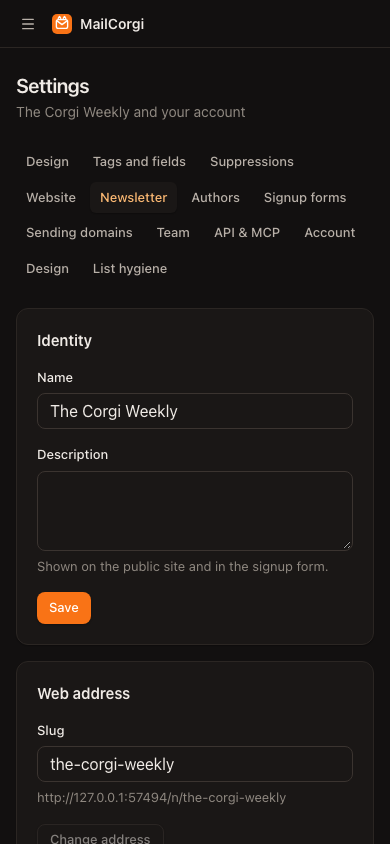 MailCorgi
Settings
The Corgi Weekly and your account
Design Tags and fields Suppressions
Website Newsletter Authors Signup forms
Sending domains Team API & MCP Account
Design List hygiene
Identity
Name
The Corgi Weekly
Description
Shown on the public site and in the signup form.
Save
Web address
Slug
the-corgi-weekly
http://127.0.0.1:57494/n/the-corgi-weekly
Change address